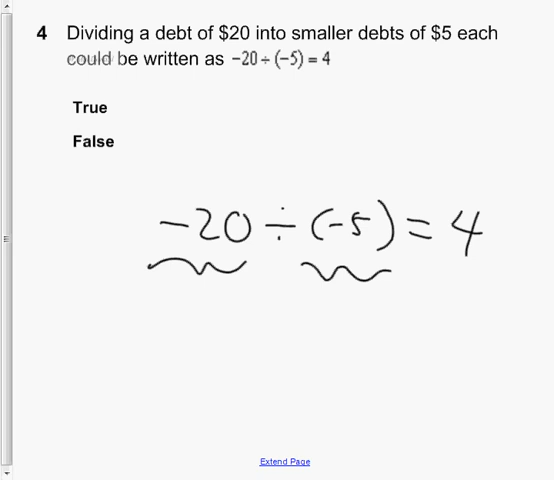 4 Dividing a debt of $20 into smaller debts of $5 each
could be written as −20 ÷ (−5) = 4
True
False
−20 ÷ (−5) = 4
Extend Page